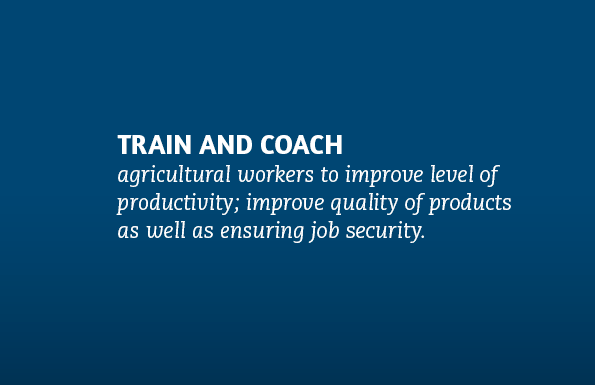 TRAIN AND COACH
agricultural workers to improve level of
productivity; improve quality of products
as well as ensuring job security.